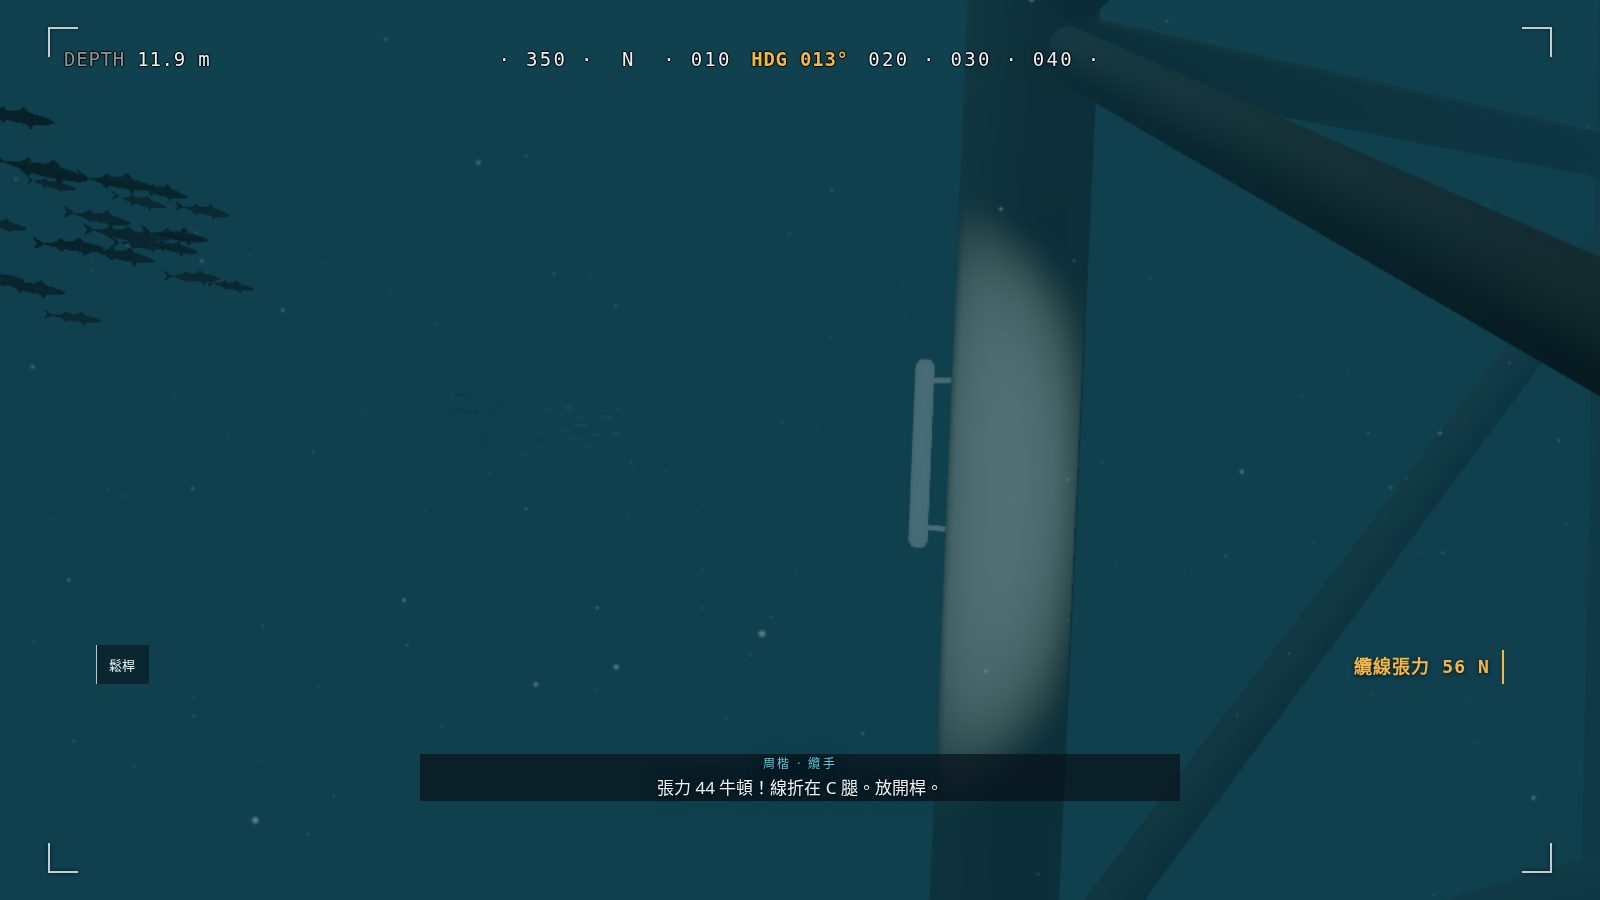 DEPTH 11.9 m
· 350 · N · 010 HDG 013° 020 · 030 · 040 ·
鬆桿
纜線張力 56 N
周楷 · 纜手
張力 44 牛頓！線折在 C 腿。放開桿。